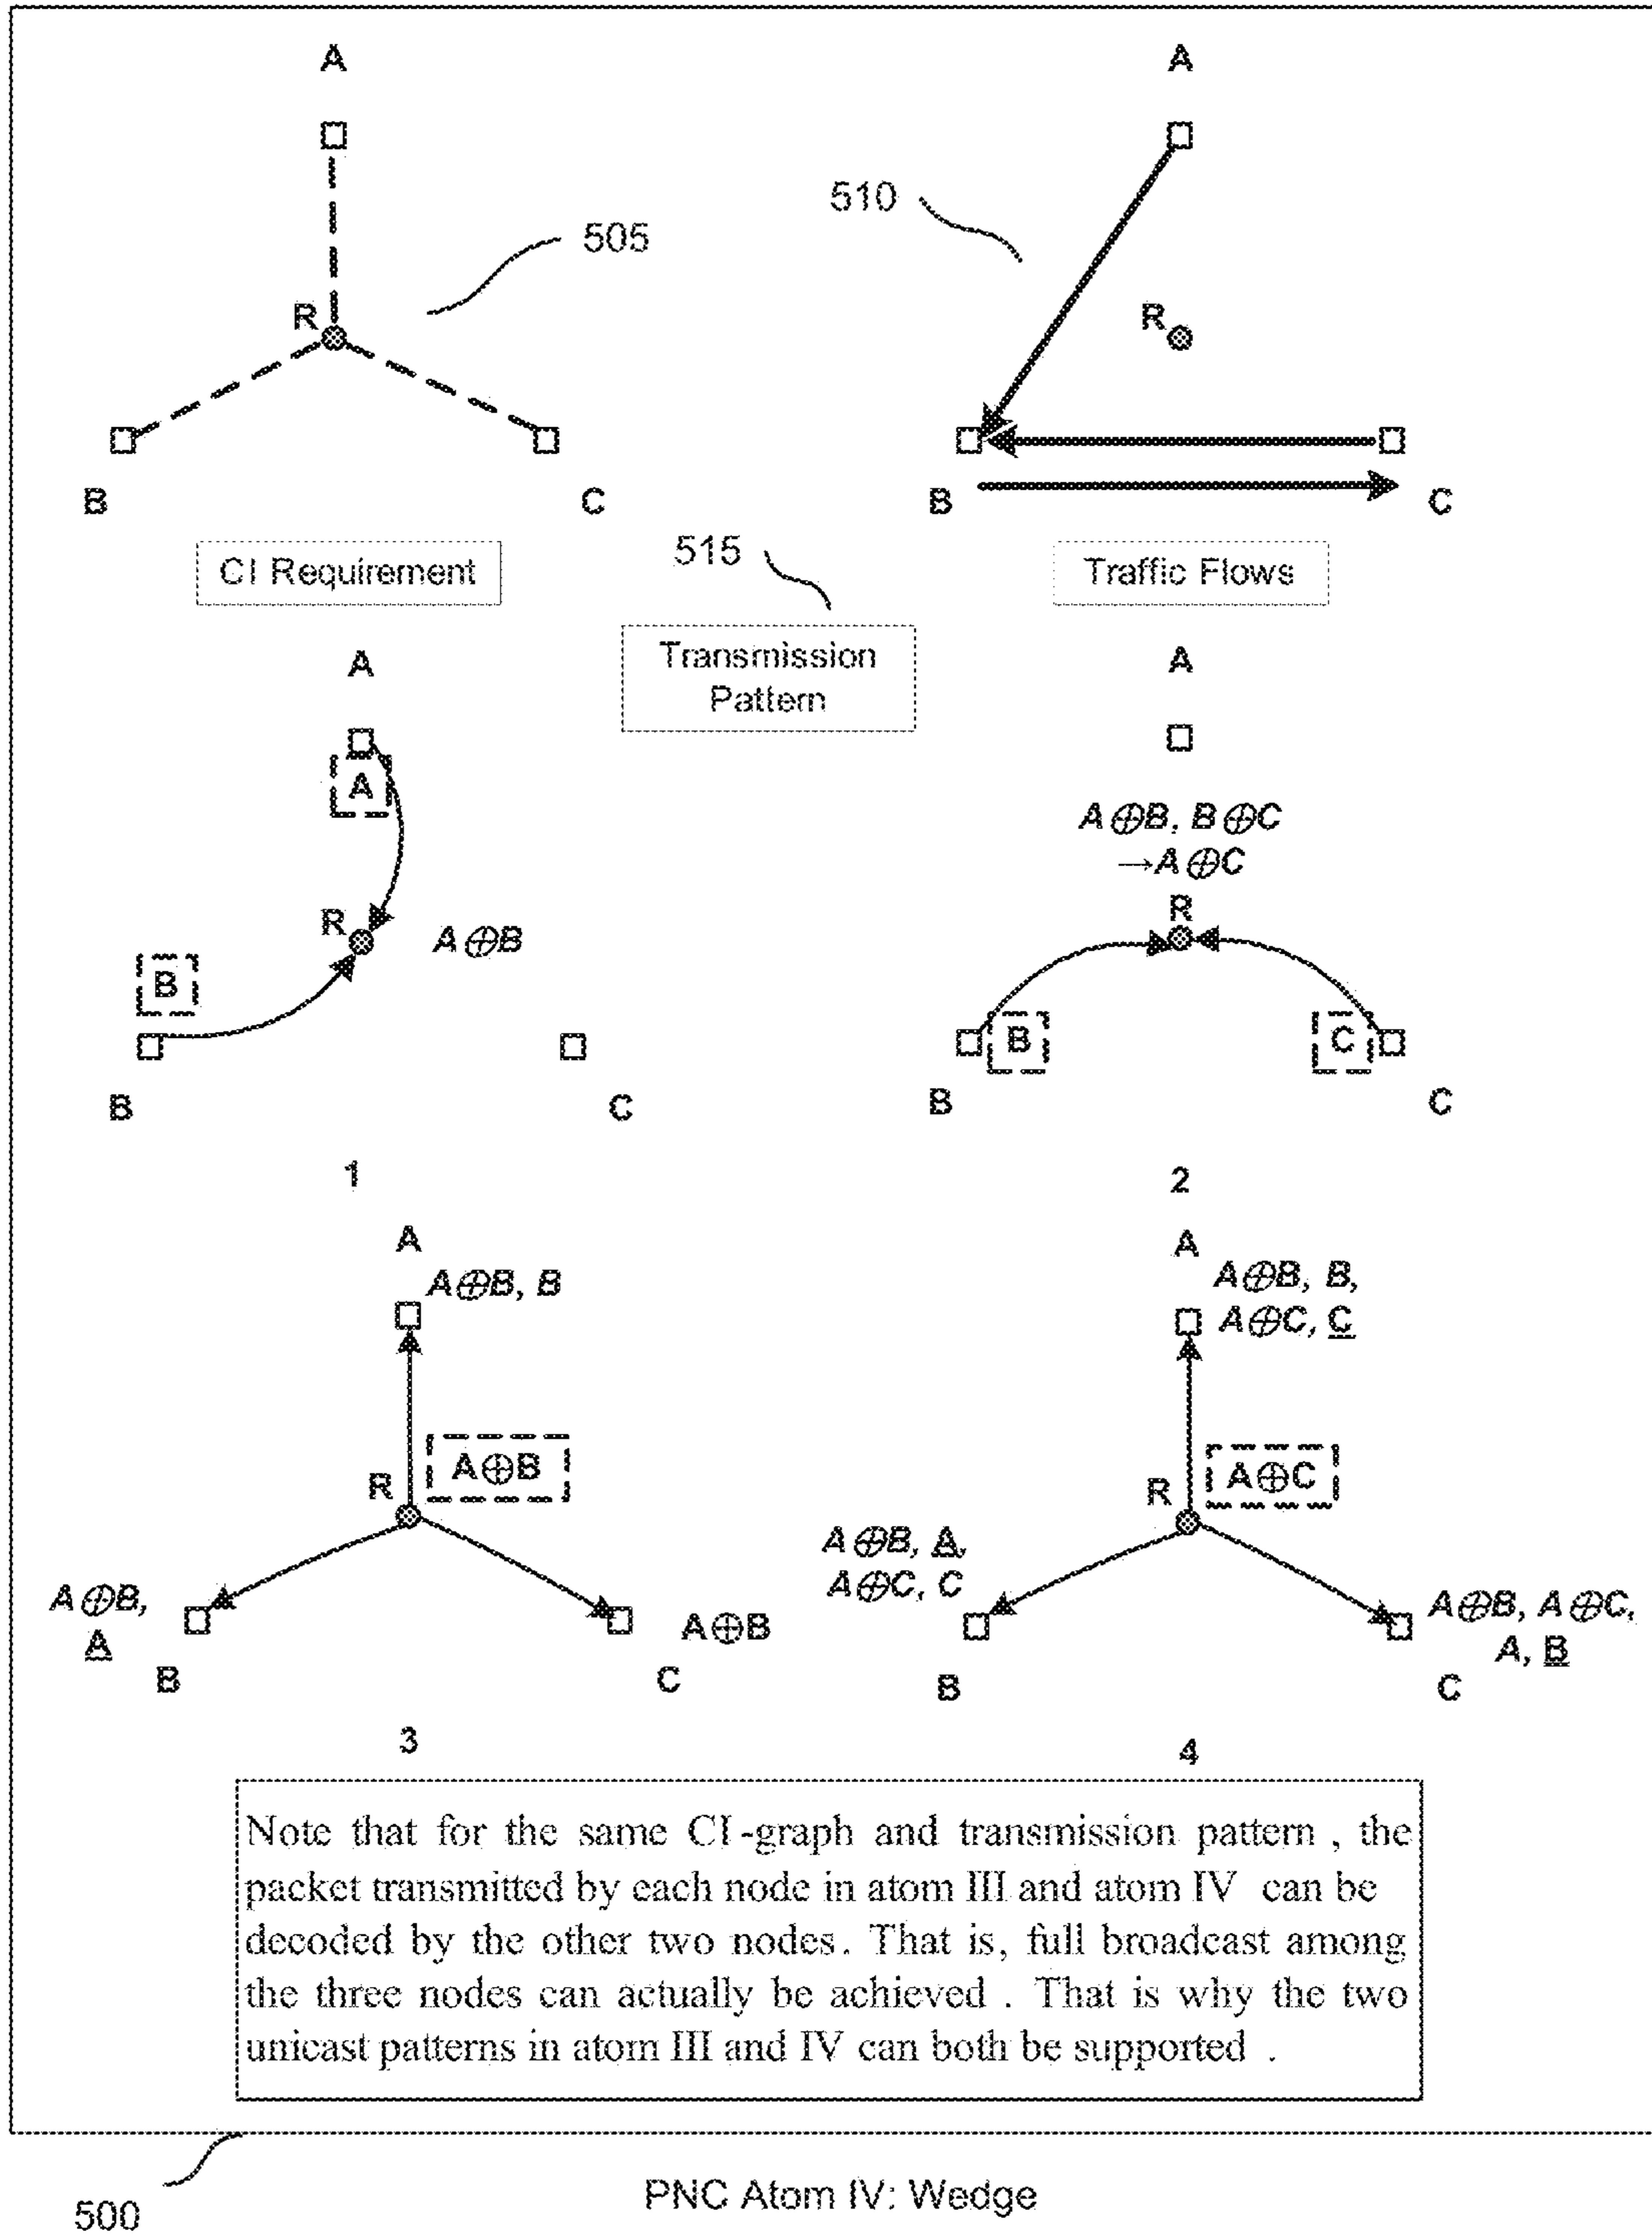 A
A
510
505
R
R
B
C
B
C
CI Requirement
515
Traffic Flows
Transmission
Pattern
A
A
A
A⊕B, B⊕C
→A⊕C
R
R
A⊕B
B
B
C
B
C
B
C
1
2
A
A⊕B, B
A
A⊕B, B,
A⊕C, C
R
A⊕B
R
A⊕C
A⊕B,
A
B
A⊕B
C
A⊕B, A,
A⊕C, C
B
A⊕B, A⊕C,
A, B
C
3
4
Note that for the same CI-graph and transmission pattern , the
packet transmitted by each node in atom III and atom IV can be
decoded by the other two nodes. That is, full broadcast among
the three nodes can actually be achieved . That is why the two
unicast patterns in atom III and IV can both be supported .
500
PNC Atom IV: Wedge